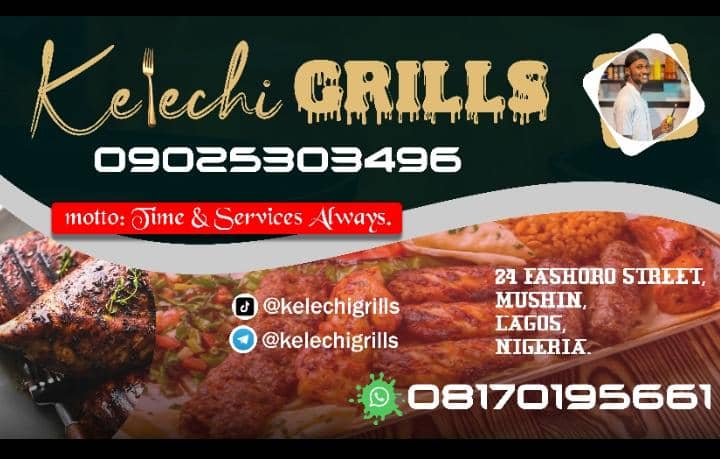 Kelechi GRILLS
09025303496
motto: Time & Services Always.
@kelechigrills
@kelechigrills
24 FASHORO STREET,
MUSHIN,
LAGOS,
NIGERIA.
08170195661